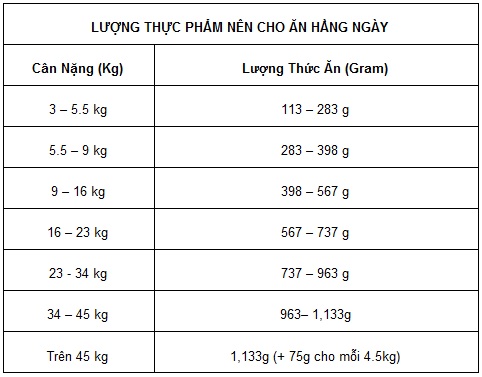 LƯỢNG THỰC PHẨM NÊN CHO ĂN HẰNG NGÀY
Cân Nặng (Kg) Lượng Thức Ăn (Gram)
3 – 5.5 kg 113 – 283 g
5.5 – 9 kg 283 – 398 g
9 – 16 kg 398 – 567 g
16 – 23 kg 567 – 737 g
23 - 34 kg 737 – 963 g
34 – 45 kg 963– 1,133g
Trên 45 kg 1,133g (+ 75g cho mỗi 4.5kg)